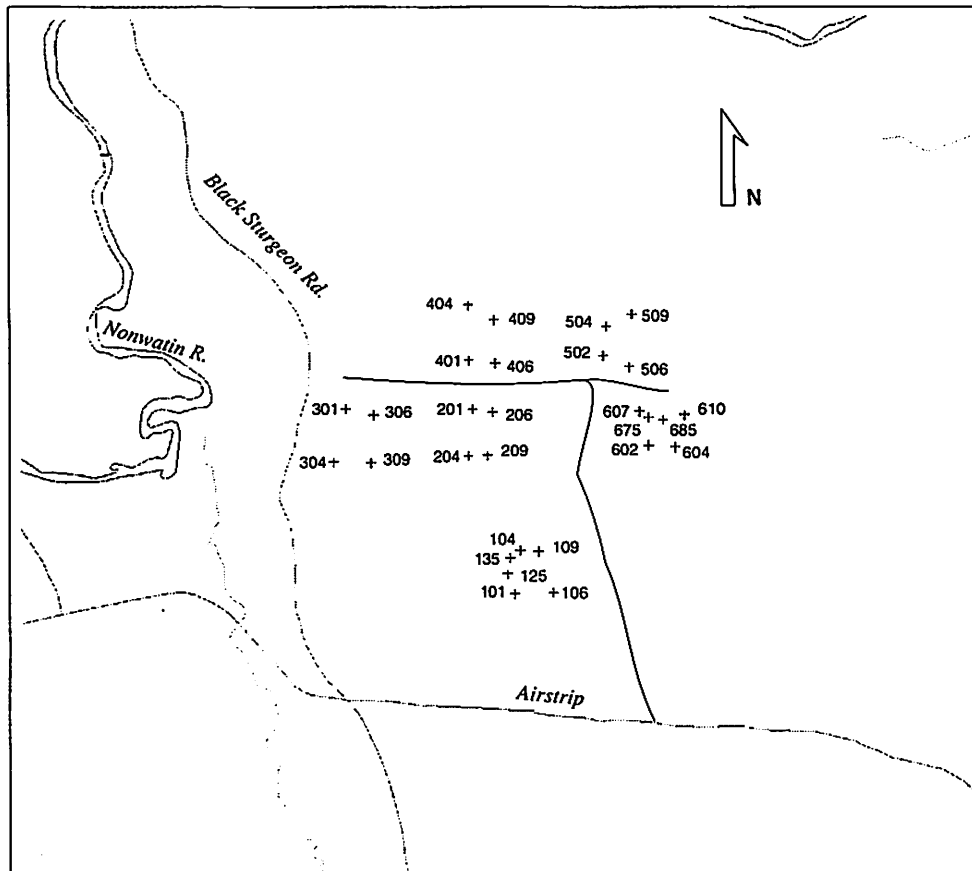 N
Black Sturgeon Rd.
Nonwatin R.
404 409 504 509
401 406 502 506
301 306 201 206 607 610
675 685
304 309 204 209 602 604
104 109
135
125
101 106
Airstrip